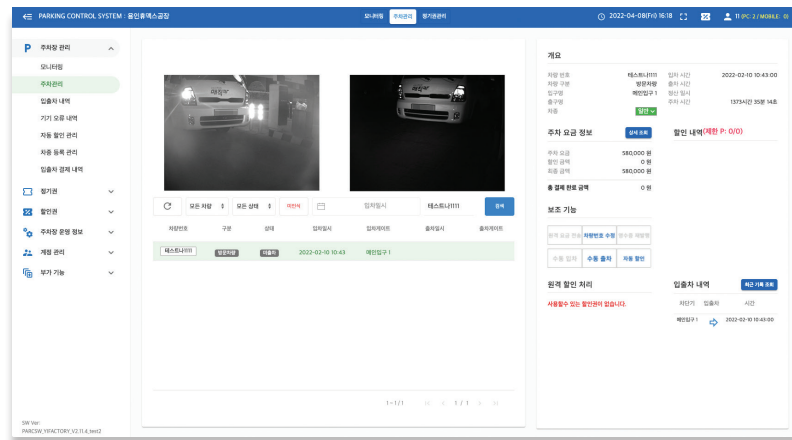 PARKING CONTROL SYSTEM : 용인휴맥스공장
모니터링 주차관리 정기권관리
2022-04-08(Fri) 16:18
11 (PC: 2 / MOBILE: 0)
P 주차장 관리
모니터링
주차관리
입출차 내역
기기 오류 내역
자동 할인 관리
차종 등록 관리
입출차 결제 내역
정기권
할인권
주차장 운영 정보
계정 관리
부가 기능
SW Ver:
PARCSW_YIFACTORY_V2.11.4_test2
모든 차량 모든 상태 미인식 입차일시 테스트나1111 검색
차량번호 구분 상태 입차일시 입차게이트 출차일시 출차게이트
테스트나1111 방문차량 미출차 2022-02-10 10:43 메인입구 1
1-1/1 1 / 1
개요
차량 번호 테스트나1111 입차 시간 2022-02-10 10:43:00
차량 구분 방문차량 출차 시간
입구명 메인입구 1 정산 일시
출구명 주차 시간 1373시간 35분 14초
차종 일반
주차 요금 정보 상세 조회 할인 내역(제한 P: 0/0)
주차 요금 580,000 원
할인 금액 0 원
최종 금액 580,000 원
총 결제 완료 금액 0 원
보조 기능
원격 요금 전송 차량번호 수정
수동 입차 수동 출차 자동 할인
원격 할인 처리 입출차 내역 최근 기록 조회
사용할수 있는 할인권이 없습니다.
차단기 입출차 시간
메인입구 1 2022-02-10 10:43:00